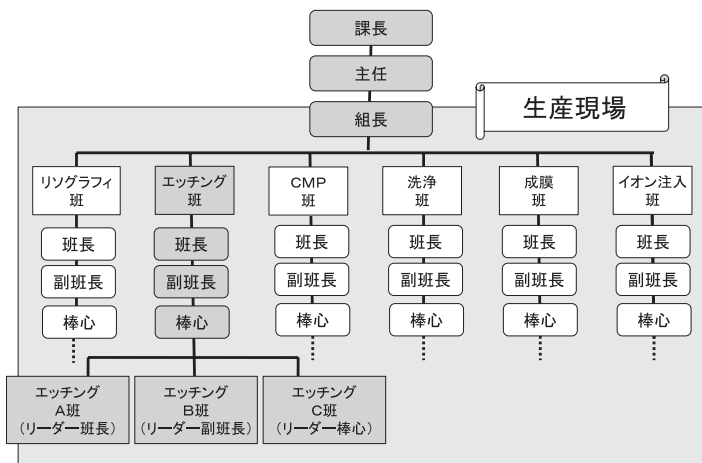 課長
主任
組長
生産現場
リソグラフィ
班
エッチング
班
CMP
班
洗浄
班
成膜
班
イオン注入
班
班長
班長
班長
班長
班長
班長
副班長
副班長
副班長
副班長
副班長
副班長
棒心
棒心
棒心
棒心
棒心
棒心
エッチング
A班
(リーダー班長)
エッチング
B班
(リーダー副班長)
エッチング
C班
(リーダー棒心)